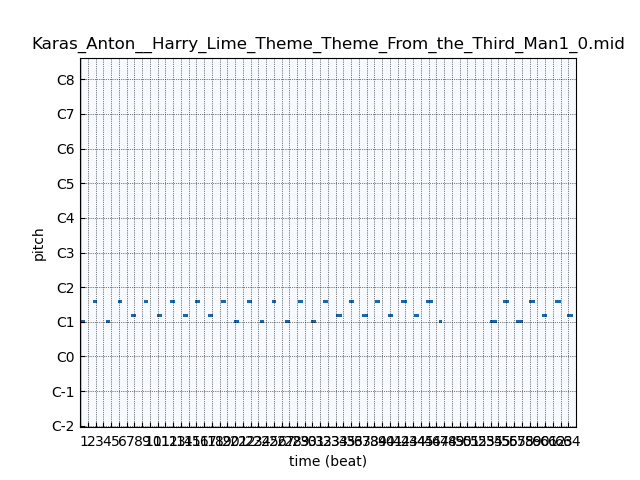 Karas_Anton__Harry_Lime_Theme_Theme_From_the_Third_Man1_0.mid
C8
C7
C6
C5
C4
C3
C2
C1
C0
C-1
C-2
pitch
time (beat)